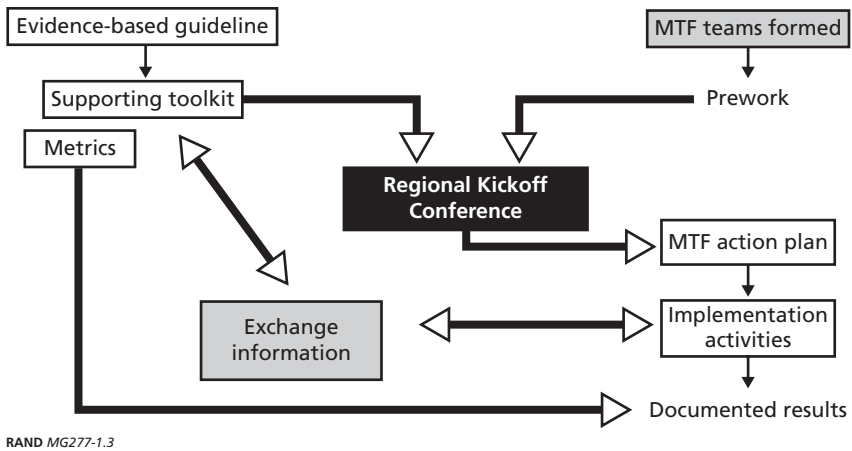 Evidence-based guideline
MTF teams formed
Supporting toolkit
Prework
Metrics
Regional Kickoff
Conference
MTF action plan
Exchange
information
Implementation
activities
Documented results
RAND MG277-1.3